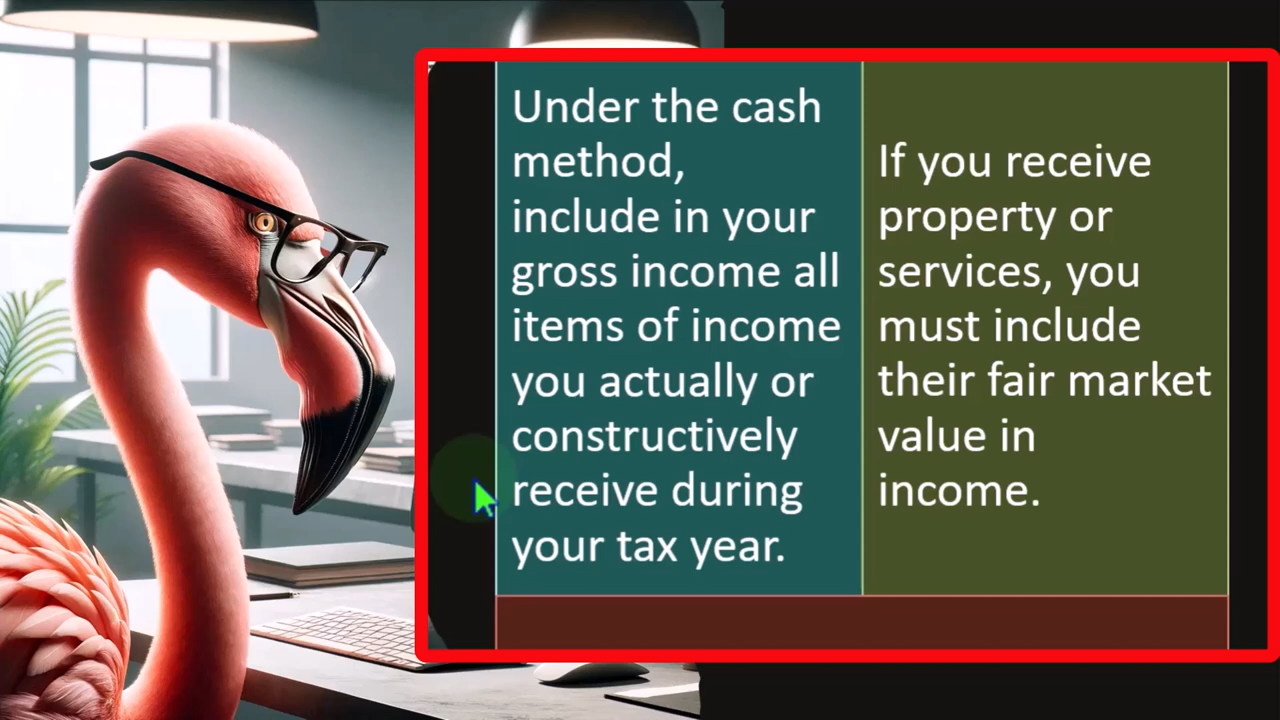 Under the cash
method,
include in your
gross income all
items of income
you actually or
constructively
receive during
your tax year.
If you receive
property or
services, you
must include
their fair market
value in
income.